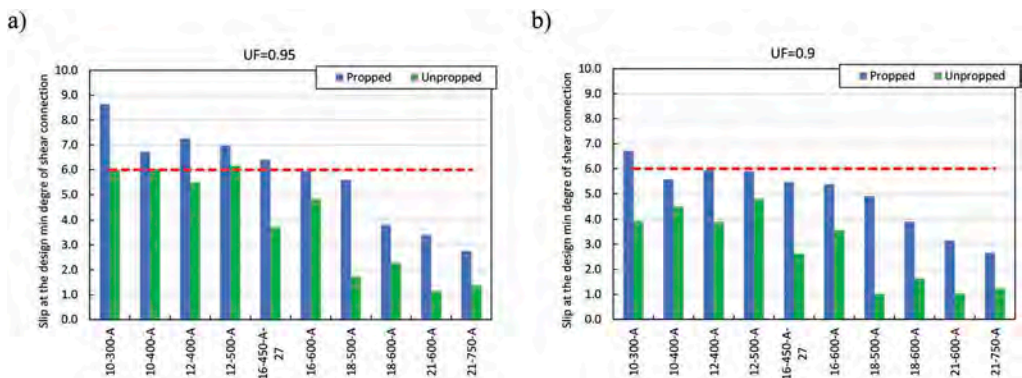 a)
UF=0.95
Propped
Unpropped
Slip at the design min degre of shear connection
10.0
9.0
8.0
7.0
6.0
5.0
4.0
3.0
2.0
1.0
0.0
10-300-A
10-400-A
12-400-A
12-500-A
16-450-A-
27
16-600-A
18-500-A
18-600-A
21-600-A
21-750-A
b)
UF=0.9
Propped
Unpropped
Slip at the design min degre of shear connection
10.0
9.0
8.0
7.0
6.0
5.0
4.0
3.0
2.0
1.0
0.0
10-300-A
10-400-A
12-400-A
12-500-A
16-450-A-
27
16-600-A
18-500-A
18-600-A
21-600-A
21-750-A